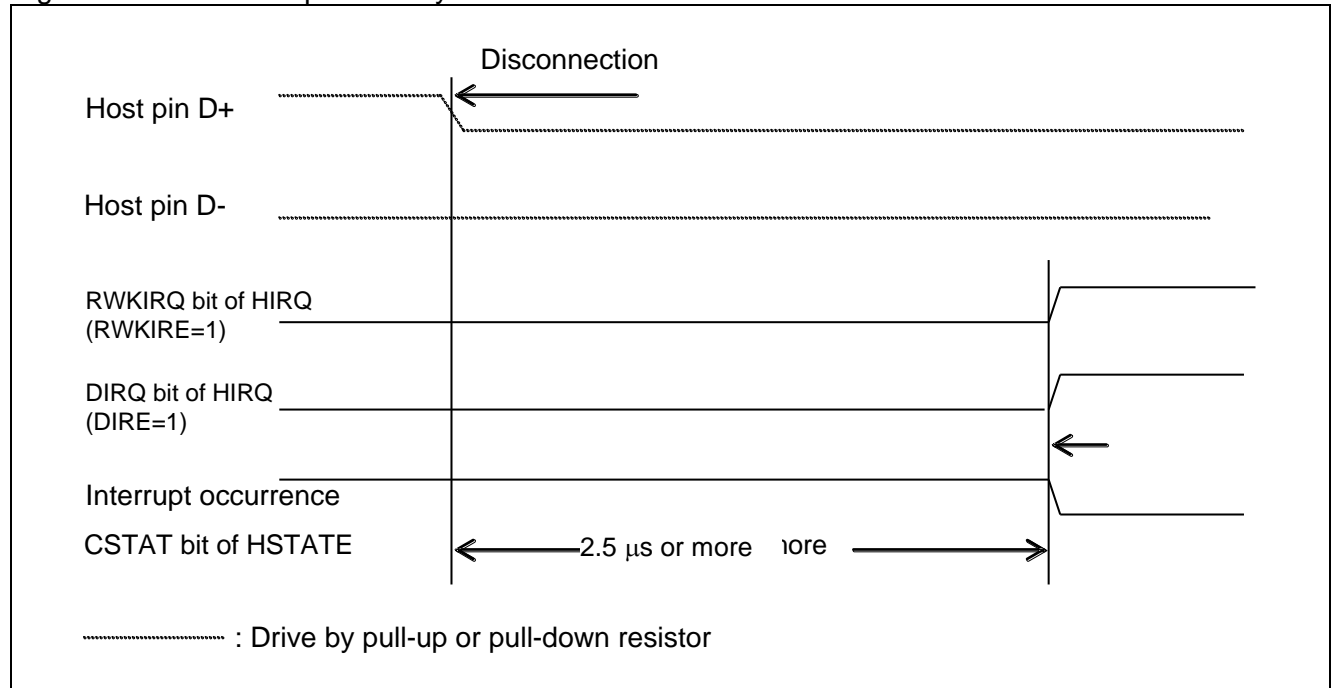 Disconnection
Host pin D+
Host pin D-
RWKIRQ bit of HIRQ
(RWKIRE=1)
DIRQ bit of HIRQ
(DIRE=1)
Interrupt occurrence
CSTAT bit of HSTATE
2.5 μs or more
: Drive by pull-up or pull-down resistor